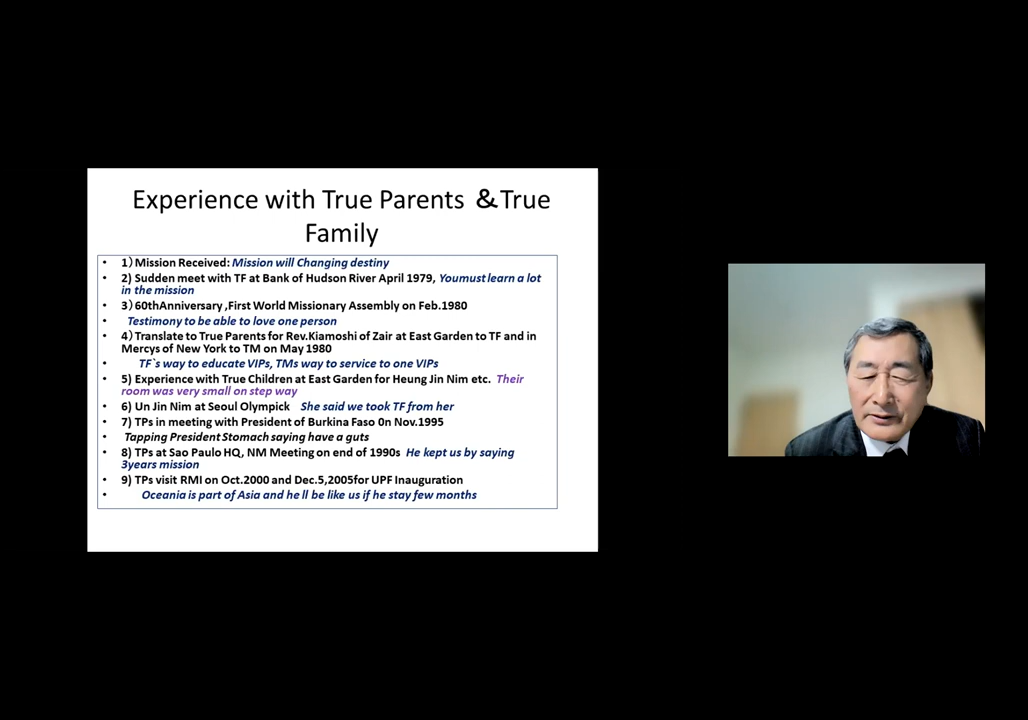 Experience with True Parents ＆True
Family
• 1）Mission Received: Mission will Changing destiny
• 2) Sudden meet with TF at Bank of Hudson River April 1979, Youmust learn a lot
in the mission
• 3）60thAnniversary ,First World Missionary Assembly on Feb.1980
• Testimony to be able to love one person
• 4）Translate to True Parents for Rev.Kiamoshi of Zair at East Garden to TF and in
Mercys of New York to TM on May 1980
• TF`s way to educate VIPs, TMs way to service to one VIPs
• 5) Experience with True Children at East Garden for Heung Jin Nim etc. Their
room was very small on step way
• 6) Un Jin Nim at Seoul Olympick She said we took TF from her
• 7) TPs in meeting with President of Burkina Faso 0n Nov.1995
• Tapping President Stomach saying have a guts
• 8) TPs at Sao Paulo HQ, NM Meeting on end of 1990s He kept us by saying
3years mission
• 9) TPs visit RMI on Oct.2000 and Dec.5,2005for UPF Inauguration
• Oceania is part of Asia and he ll be like us if he stay few months